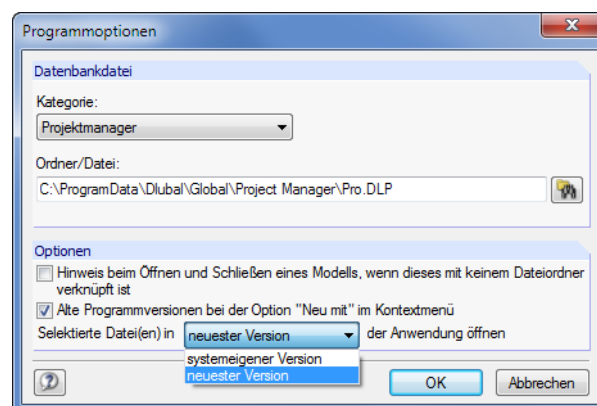 Programmoptionen
Datenbankdatei
Kategorie:
Projektmanager
Ordner/Datei:
C:\ProgramData\Dlubal\Global\Project Manager\Pro.DLP
Optionen
Hinweis beim Öffnen und Schließen eines Modells, wenn dieses mit keinem Dateiordner
verknüpft ist
Alte Programmversionen bei der Option "Neu mit" im Kontextmenü
Selektierte Datei(en) in neuester Version der Anwendung öffnen
systemeigener Version
neuester Version
OK Abbrechen